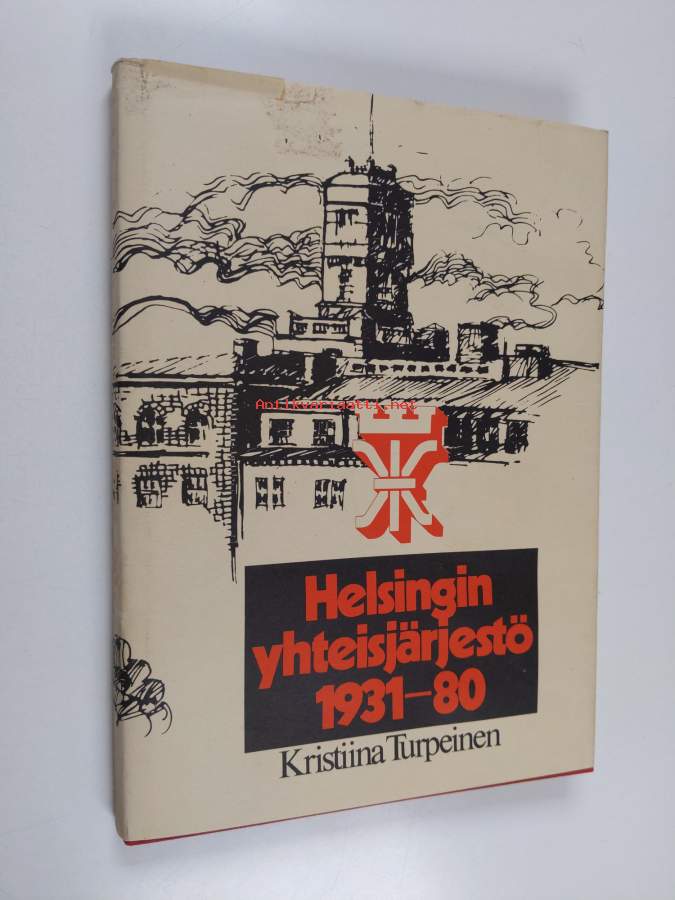 Antikvariaatti.net
Helsingin
yhteisjärjestö
1931–80
Kristiina Turpeinen